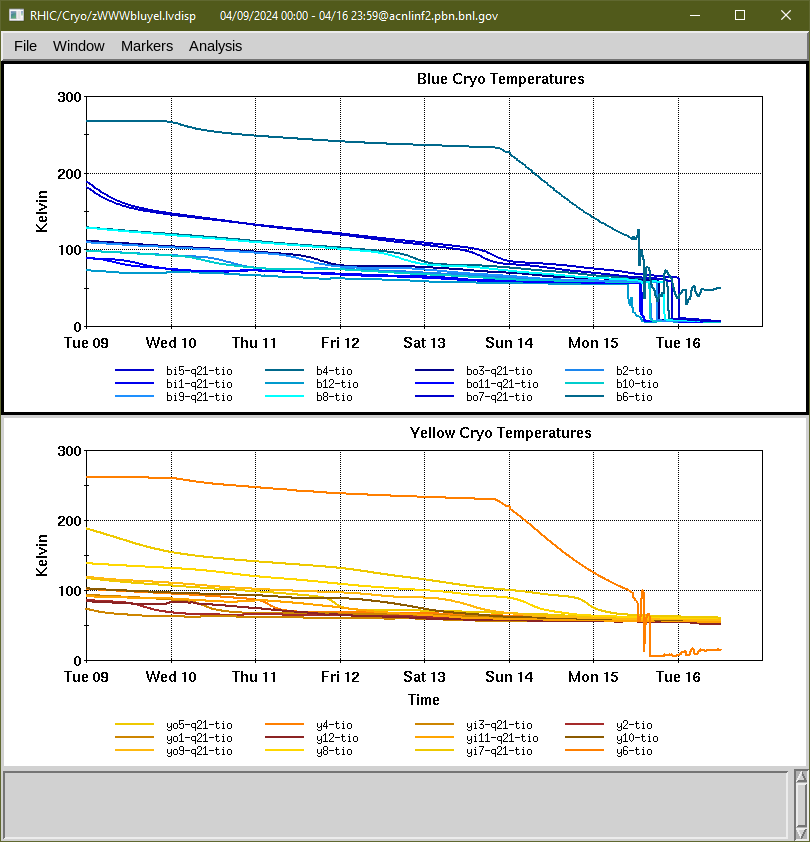 RHIC/Cryo/zWWWbluyel.lvdisp 04/09/2024 00:00 - 04/16 23:59@acnlinf2.pbn.bnl.gov
File Window Markers Analysis
Blue Cryo Temperatures
300
200
100
0
Kelvin
Tue 09 Wed 10 Thu 11 Fri 12 Sat 13 Sun 14 Mon 15 Tue 16
bi5-q21-tio b4-tio bo3-q21-tio b2-tio
bi1-q21-tio b12-tio bo11-q21-tio b10-tio
bi9-q21-tio b8-tio bo7-q21-tio b6-tio
Yellow Cryo Temperatures
300
200
100
0
Kelvin
Tue 09 Wed 10 Thu 11 Fri 12 Sat 13 Sun 14 Mon 15 Tue 16
Time
yo5-q21-tio y4-tio yi3-q21-tio y2-tio
yo1-q21-tio y12-tio yi11-q21-tio y10-tio
yo9-q21-tio y8-tio yi7-q21-tio y6-tio